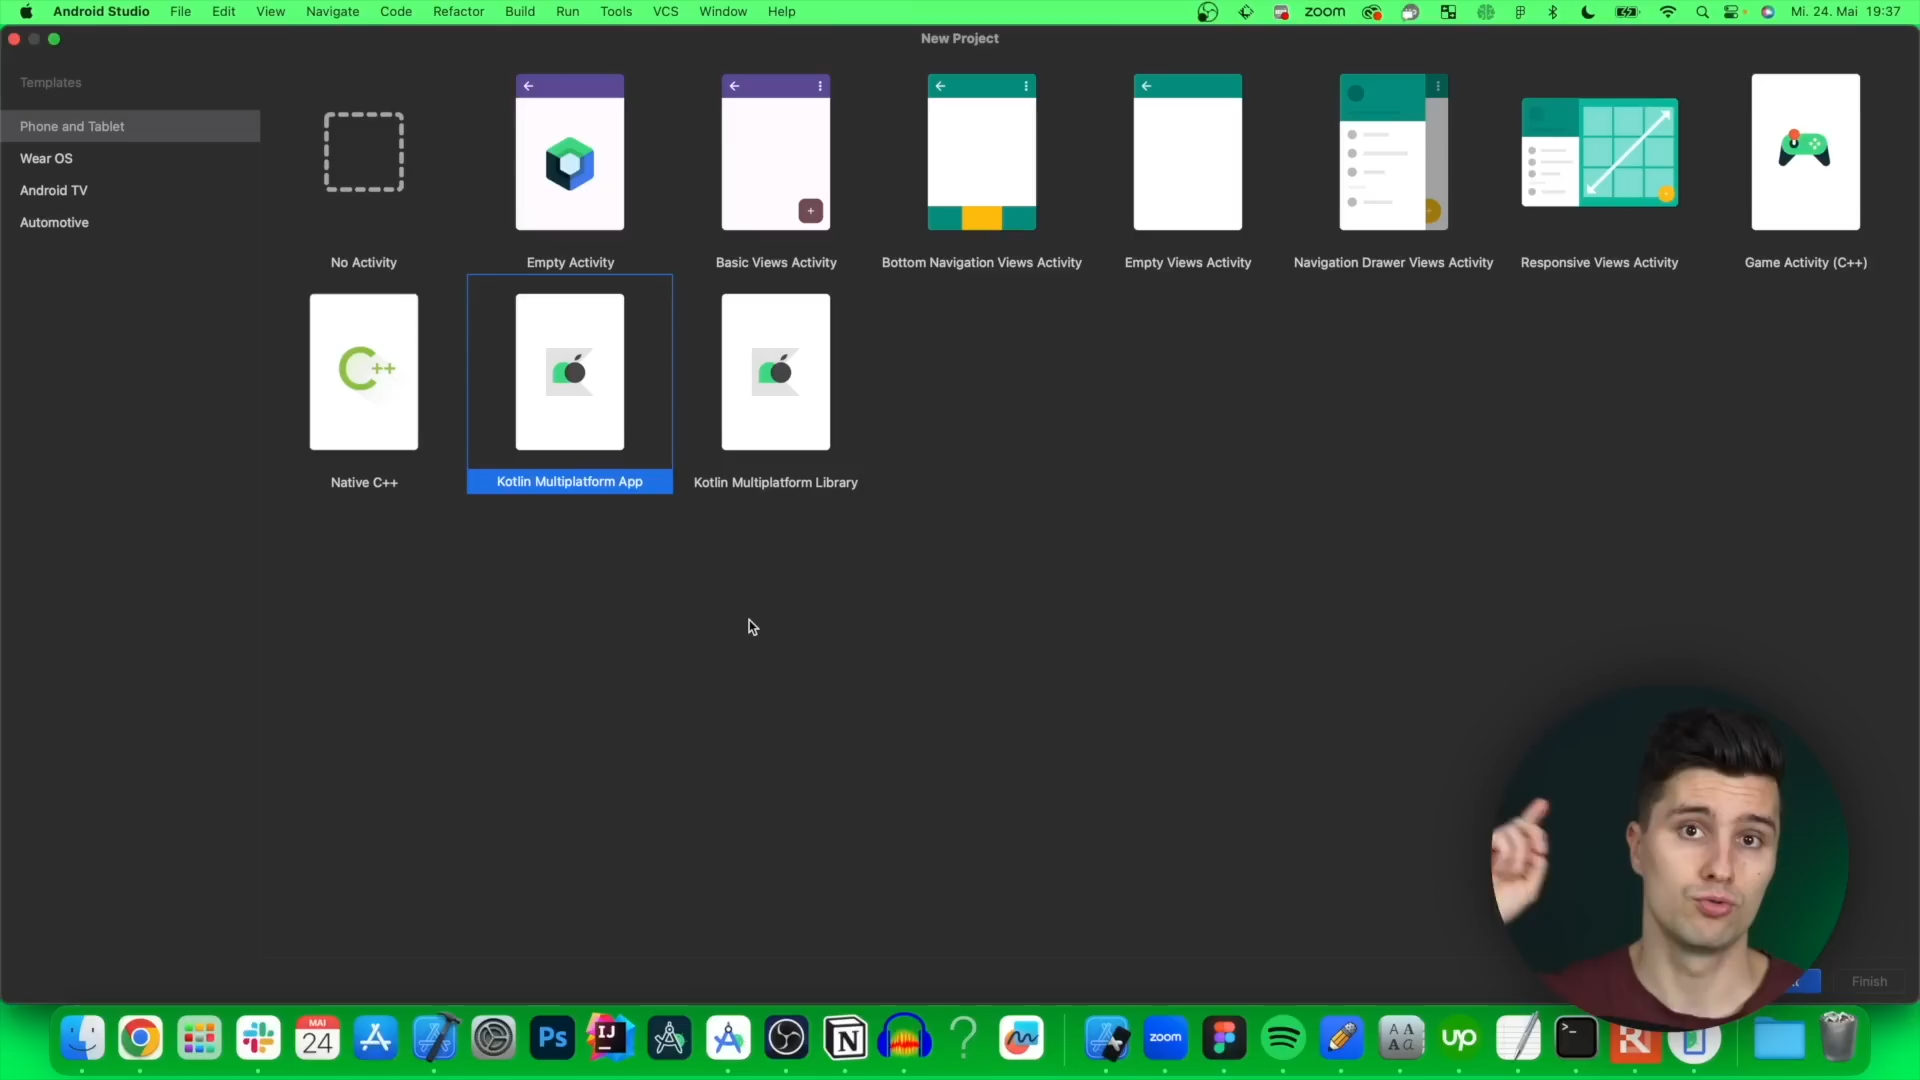 Android Studio File Edit View Navigate Code Refactor Build Run Tools VCS Window Help zoom Mi. 24. Mai 19:37
New Project
Templates
Phone and Tablet
Wear OS
Android TV
Automotive
No Activity
Empty Activity
Basic Views Activity
Bottom Navigation Views Activity
Empty Views Activity
Navigation Drawer Views Activity
Responsive Views Activity
Game Activity (C++)
C++
Native C++
Kotlin Multiplatform App
Kotlin Multiplatform Library
Finish
MAI
24
Ps
IJ
N
zoom
AA
Aa
up
>_
R